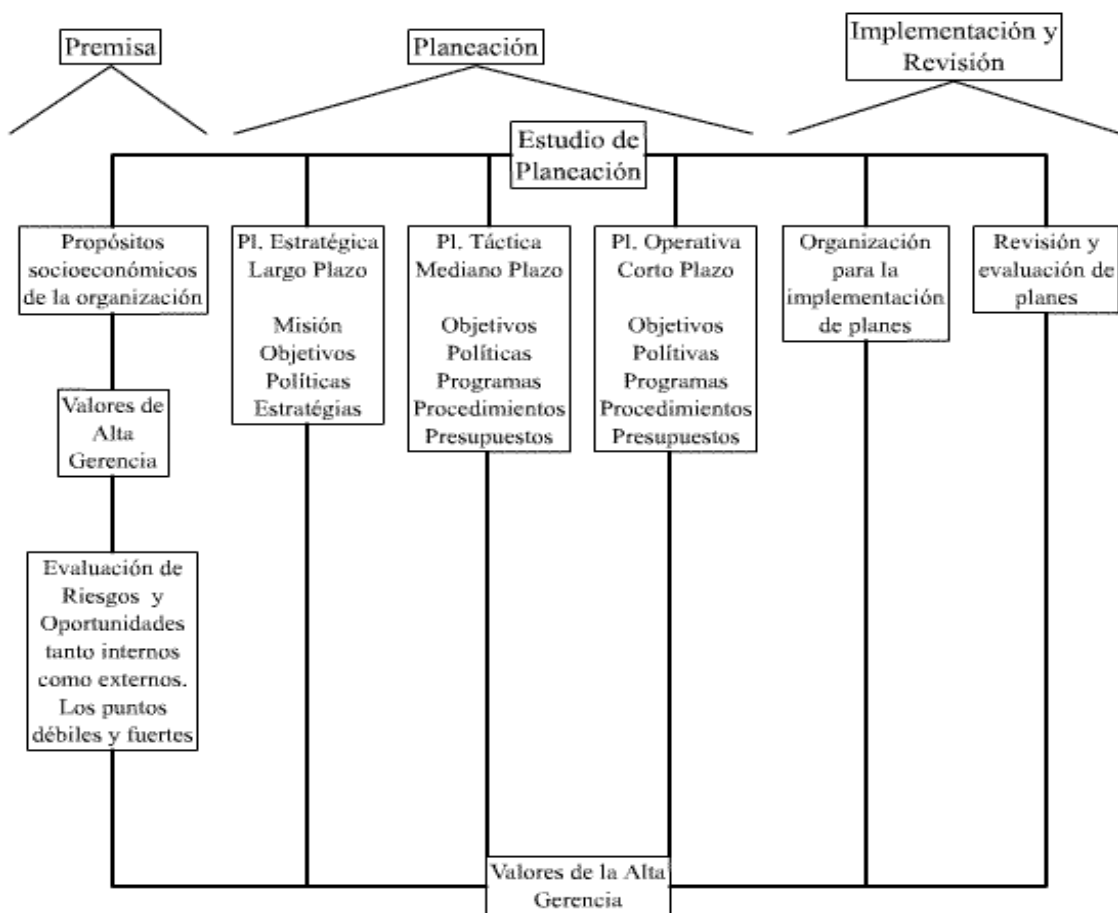 Premisa
Planeación
Implementación y
Revisión
Estudio de
Planeación
Propósitos
socioeconómicos
de la organización
Pl. Estratégica
Largo Plazo
Misión
Objetivos
Políticas
Estratégias
Pl. Táctica
Mediano Plazo
Objetivos
Políticas
Programas
Procedimientos
Presupuestos
Pl. Operativa
Corto Plazo
Objetivos
Polítivas
Programas
Procedimientos
Presupuestos
Organización
para la
implementación
de planes
Revisión y
evaluación de
planes
Valores de
Alta
Gerencia
Evaluación de
Riesgos y
Oportunidades
tanto internos
como externos.
Los puntos
débiles y fuertes
Valores de la Alta
Gerencia